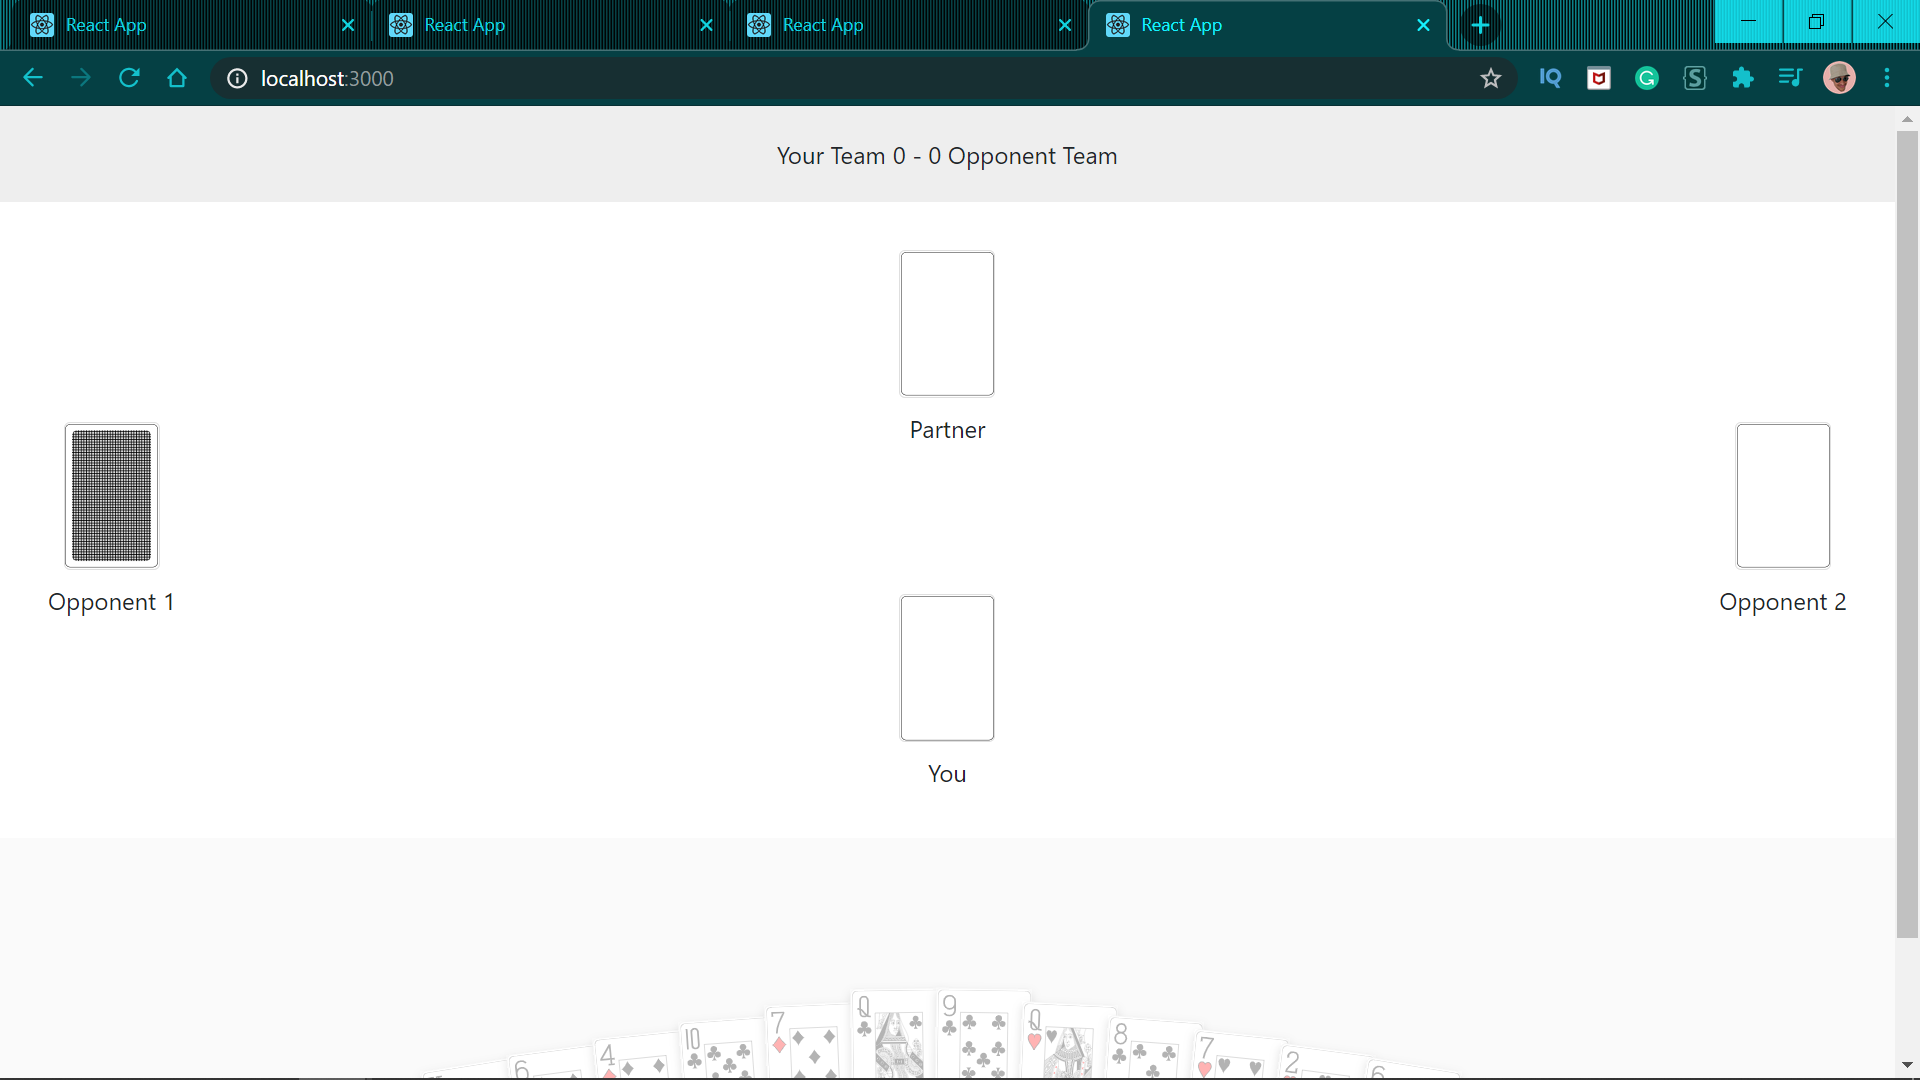 React App
React App
React App
React App
localhost:3000
IQ
Your Team 0 - 0 Opponent Team
Partner
Opponent 1
Opponent 2
You
6
4
10
7
Q
9
Q
8
7
2
6